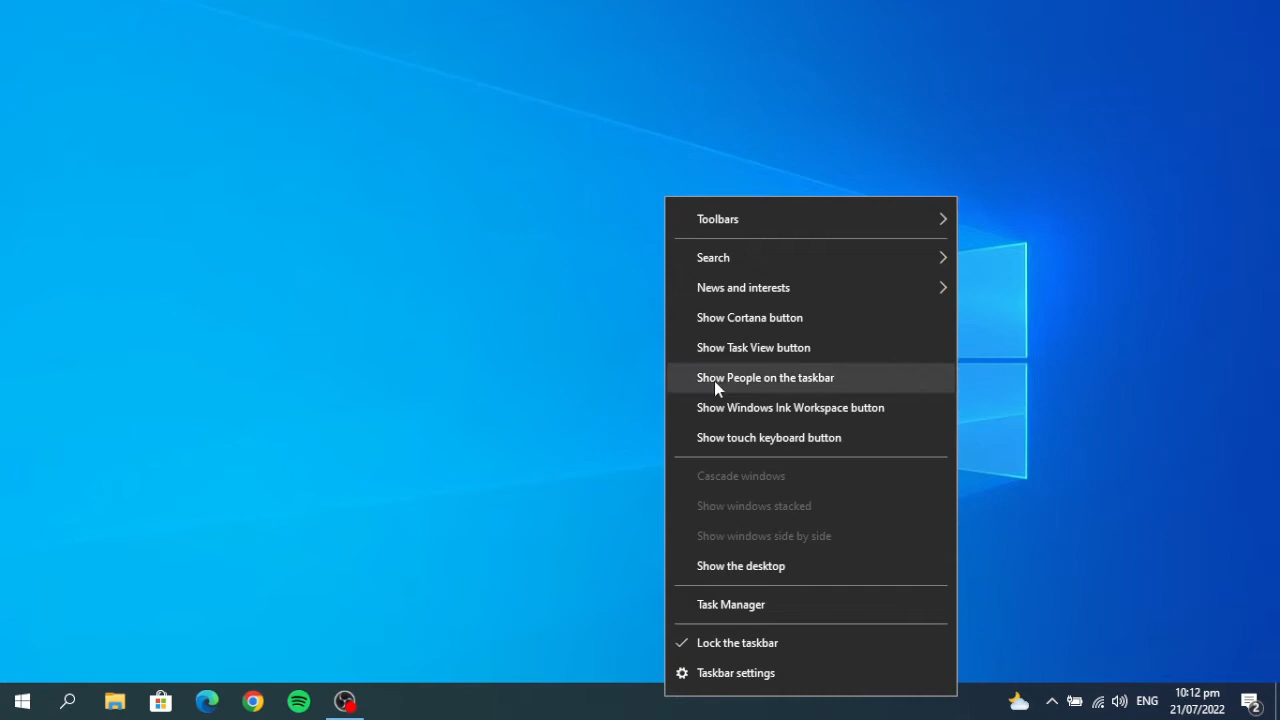 Toolbars
Search
News and interests
Show Cortana button
Show Task View button
Show People on the taskbar
Show Windows Ink Workspace button
Show touch keyboard button
Cascade windows
Show windows stacked
Show windows side by side
Show the desktop
Task Manager
Lock the taskbar
Taskbar settings
ENG
10:12 pm
21/07/2022
2